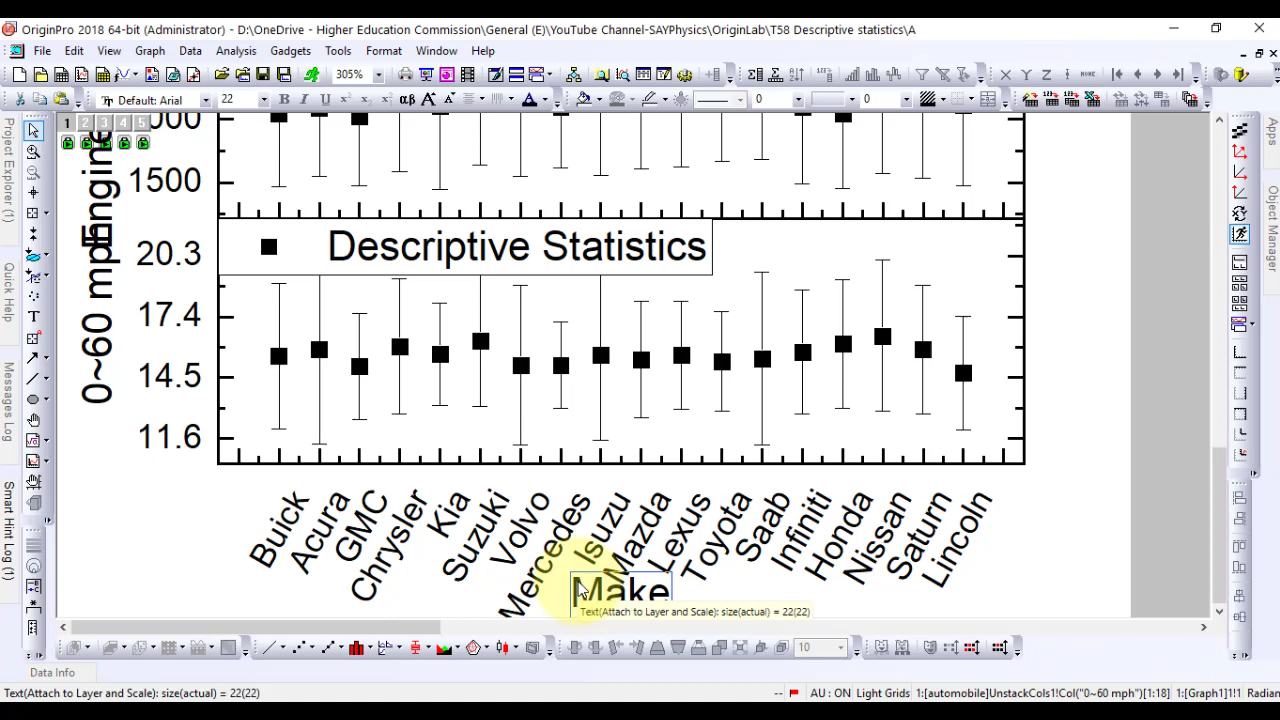 OriginPro 2018 64-bit (Administrator) - D:\OneDrive - Higher Education Commission\General (E)\YouTube Channel-SAYPhysics\OriginLab\T58 Descriptive statistics\A
File Edit View Graph Data Analysis Gadgets Tools Format Window Help
305%
Default: Arial 22 B I U 0 0
1 2 3 4 5
Project Explorer (1)
Quick Help
Messages Log
Smart Hint Log (1)
Apps
Object Manager
000
1500
Engine
Descriptive Statistics
20.3
17.4
14.5
11.6
0~60 mph
Buick Acura GMC Chrysler Kia Suzuki Volvo Mercedes Isuzu Mazda Lexus Toyota Saab Infiniti Honda Nissan Saturn Lincoln
Make
Text(Attach to Layer and Scale): size(actual) = 22(22)
10
Data Info
Text(Attach to Layer and Scale): size(actual) = 22(22) -- AU : ON Light Grids 1:[automobile]UnstackCols1!Col("0~60 mph")[1:18] 1:[Graph1]1!1 Radian